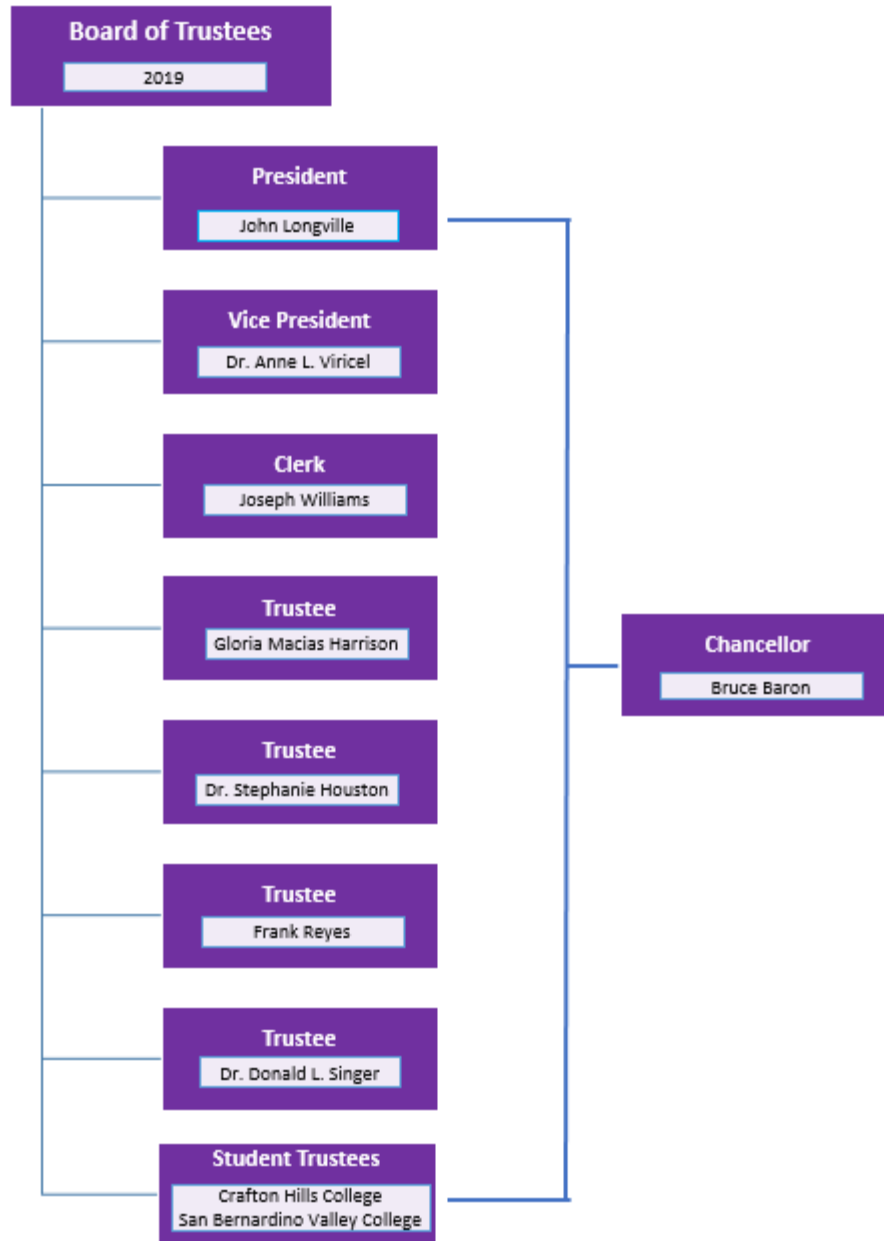 Board of Trustees
2019
President
John Longville
Vice President
Dr. Anne L. Viricel
Clerk
Joseph Williams
Trustee
Gloria Macias Harrison
Trustee
Dr. Stephanie Houston
Trustee
Frank Reyes
Trustee
Dr. Donald L. Singer
Student Trustees
Crafton Hills College
San Bernardino Valley College
Chancellor
Bruce Baron